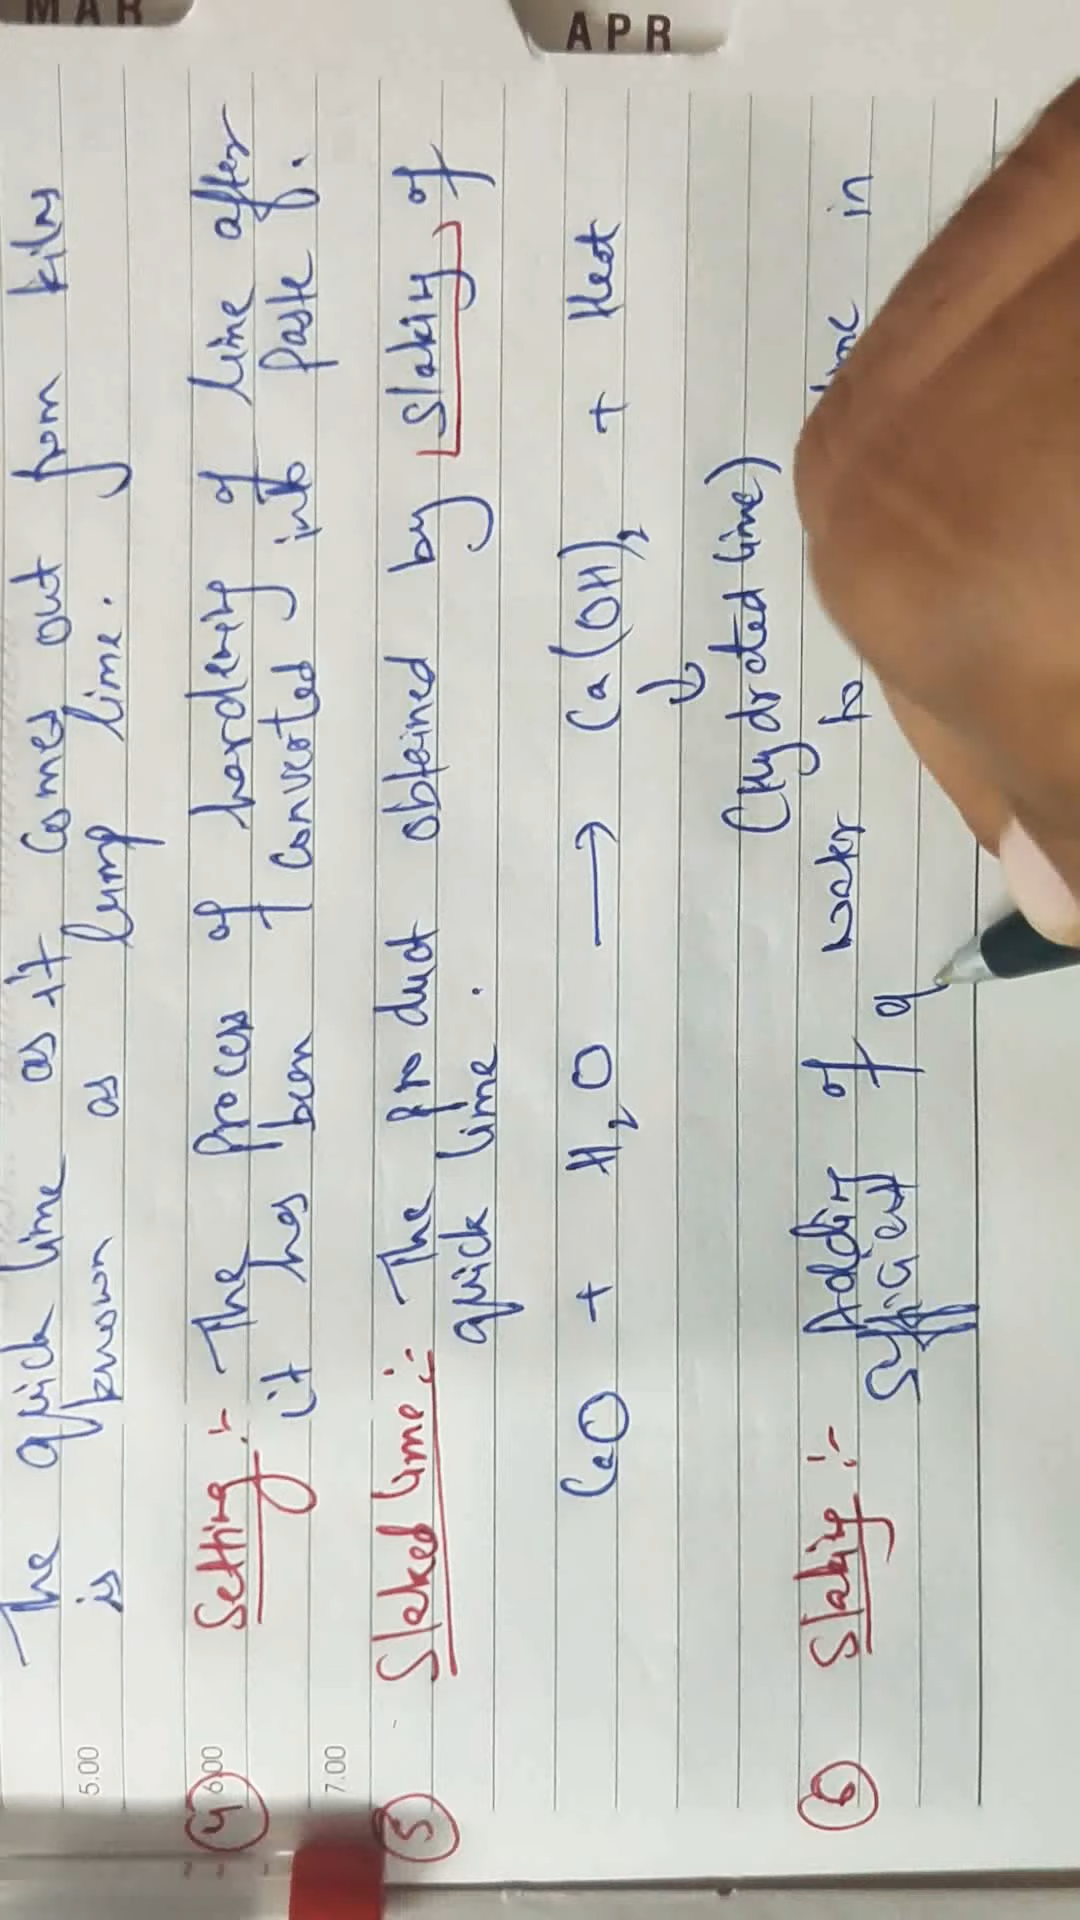 MAR
APR
The quick lime as it comes out from kilns
is known as lump lime.
5.00
6.00
7.00
4 Setting :- The process of hardening of lime after
it has been converted into paste.
5 Slaked lime :- The product obtained by slaking of
quick lime.
CaO + H2O → Ca(OH)2 + Heat
↓
(Hydrated lime)
6 Slaking :- Adding of water to in
Sufficient